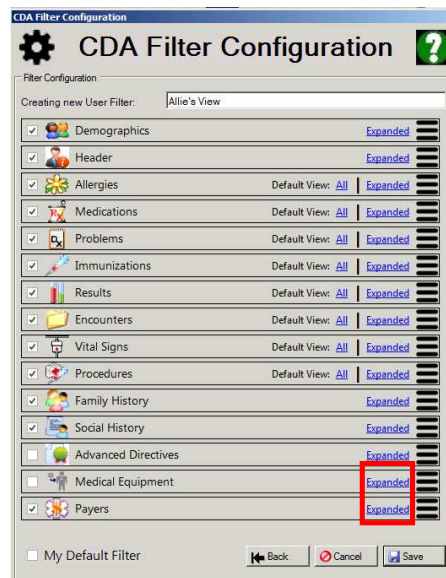 CDA Filter Configuration
CDA Filter Configuration ?
Filter Configuration
Creating new User Filter: Allie's View
Demographics Expanded
Header Expanded
Allergies Default View: All Expanded
Rx Medications Default View: All Expanded
Dx Problems Default View: All Expanded
Immunizations Default View: All Expanded
Results Default View: All Expanded
Encounters Default View: All Expanded
Vital Signs Default View: All Expanded
Procedures Default View: All Expanded
Family History Expanded
Social History Expanded
Advanced Directives Expanded
Medical Equipment Expanded
Payers Expanded
My Default Filter Back Cancel Save